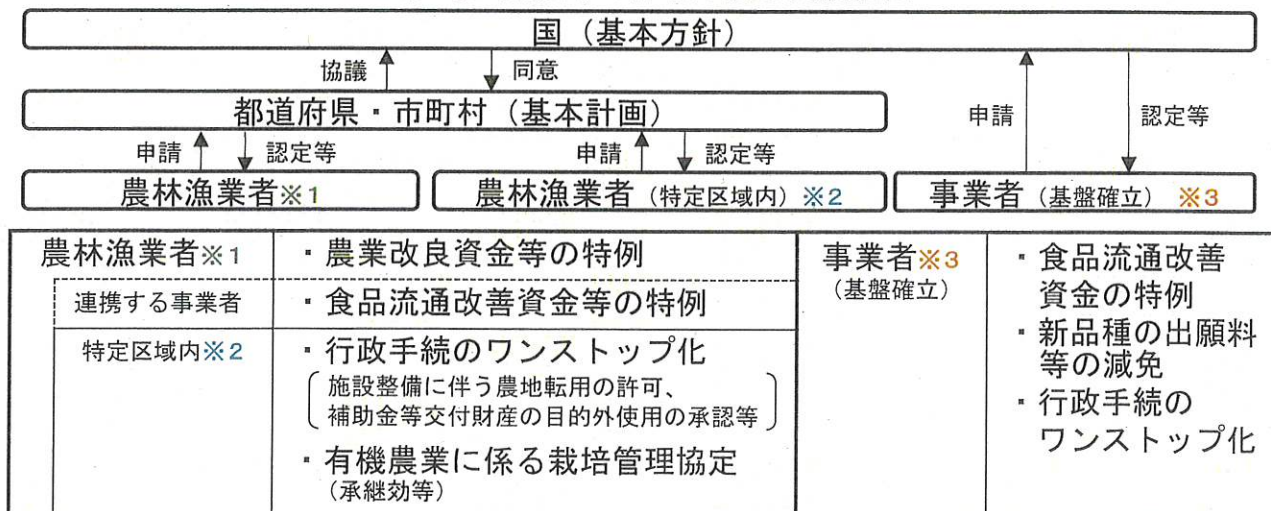 国（基本方針）
協議
同意
都道府県・市町村（基本計画）
申請
認定等
申請
認定等
申請
認定等
農林漁業者※1
農林漁業者（特定区域内）※2
事業者（基盤確立）※3
農林漁業者※1
・農業改良資金等の特例
連携する事業者
・食品流通改善資金等の特例
特定区域内※2
・行政手続のワンストップ化
施設整備に伴う農地転用の許可、
補助金等交付財産の目的外使用の承認等
・有機農業に係る栽培管理協定
（承継効等）
事業者※3
（基盤確立）
・食品流通改善
資金の特例
・新品種の出願料
等の減免
・行政手続の
ワンストップ化